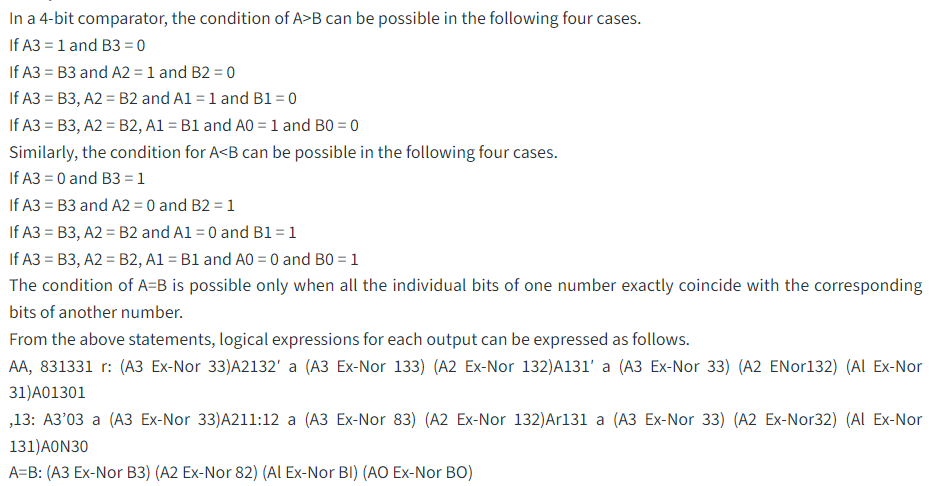 In a 4-bit comparator, the condition of A>B can be possible in the following four cases.
If A3 = 1 and B3 = 0
If A3 = B3 and A2 = 1 and B2 = 0
If A3 = B3, A2 = B2 and A1 = 1 and B1 = 0
If A3 = B3, A2 = B2, A1 = B1 and A0 = 1 and B0 = 0
Similarly, the condition for A<B can be possible in the following four cases.
If A3 = 0 and B3 = 1
If A3 = B3 and A2 = 0 and B2 = 1
If A3 = B3, A2 = B2 and A1 = 0 and B1 = 1
If A3 = B3, A2 = B2, A1 = B1 and A0 = 0 and B0 = 1
The condition of A=B is possible only when all the individual bits of one number exactly coincide with the corresponding
bits of another number.
From the above statements, logical expressions for each output can be expressed as follows.
AA, 831331 r: (A3 Ex-Nor 33)A2132′ a (A3 Ex-Nor 133) (A2 Ex-Nor 132)A131′ a (A3 Ex-Nor 33) (A2 ENor132) (Al Ex-Nor
31)A01301
,13: A3’03 a (A3 Ex-Nor 33)A211:12 a (A3 Ex-Nor 83) (A2 Ex-Nor 132)Ar131 a (A3 Ex-Nor 33) (A2 Ex-Nor32) (Al Ex-Nor
131)A0N30
A=B: (A3 Ex-Nor B3) (A2 Ex-Nor 82) (Al Ex-Nor BI) (AO Ex-Nor BO)